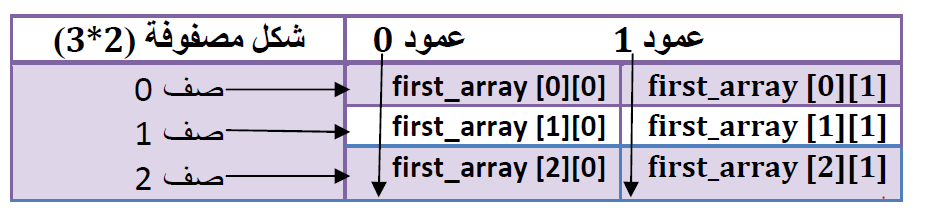 شكل مصفوفة (3*2) عمود 0 عمود 1
صف 0 first_array [0][0] first_array [0][1]
صف 1 first_array [1][0] first_array [1][1]
صف 2 first_array [2][0] first_array [2][1]